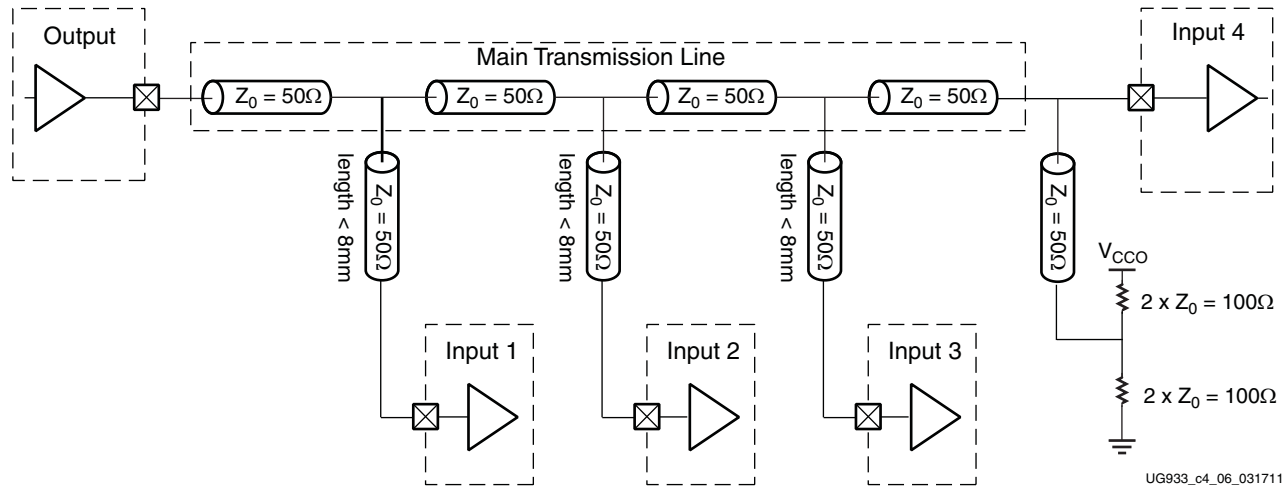 Output
Main Transmission Line
Input 4
Z0 = 50Ω
Z0 = 50Ω
Z0 = 50Ω
Z0 = 50Ω
length < 8mm
Z0 = 50Ω
length < 8mm
Z0 = 50Ω
length < 8mm
Z0 = 50Ω
Z0 = 50Ω
VCCO
2 x Z0 = 100Ω
2 x Z0 = 100Ω
Input 1
Input 2
Input 3
UG933_c4_06_031711